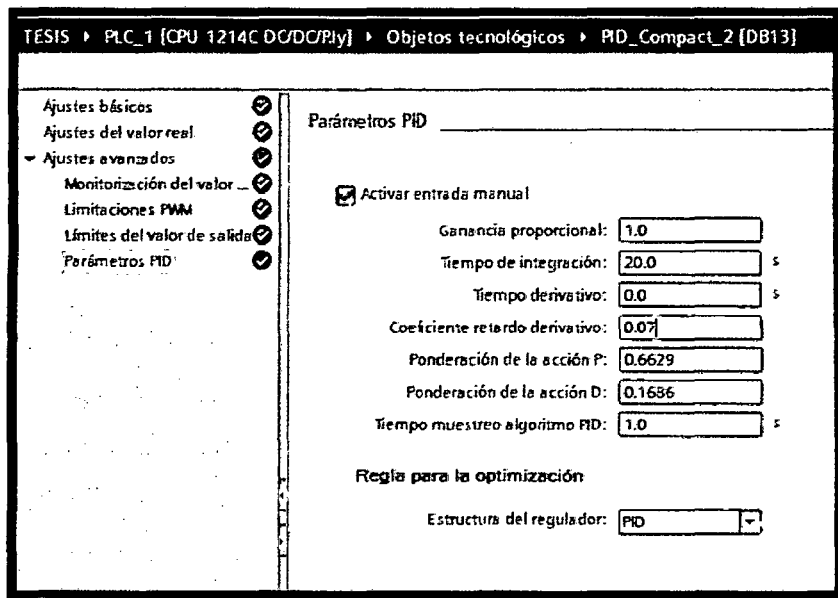 TESIS ▸ PLC_1 [CPU 1214C DC/DC/Rly] ▸ Objetos tecnológicos ▸ PID_Compact_2 [DB13]
Ajustes básicos
Ajustes del valor real
Ajustes avanzados
Monitorización del valor ...
Limitaciones PWM
Límites del valor de salida
Parámetros PID
Parámetros PID
Activar entrada manual
Ganancia proporcional: 1.0
Tiempo de integración: 20.0 s
Tiempo derivativo: 0.0 s
Coeficiente retardo derivativo: 0.07
Ponderación de la acción P: 0.6629
Ponderación de la acción D: 0.1686
Tiempo muestreo algoritmo PID: 1.0 s
Regla para la optimización
Estructura del regulador: PID